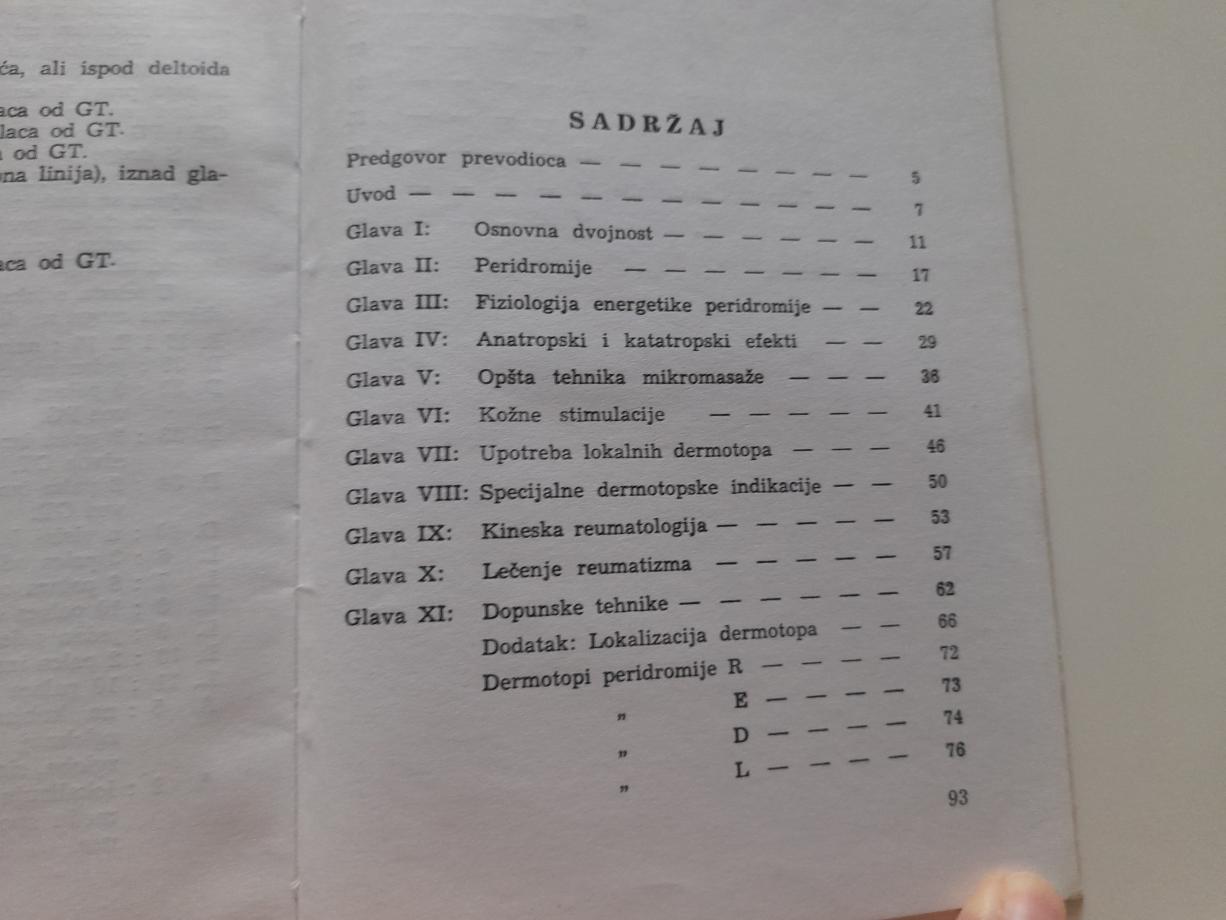 ća, ali ispod deltoida
aca od GT.
laca od GT.
od GT.
na linija), iznad gla-
aca od GT.
SADRŽAJ
Predgovor prevodioca — — — — — — — — 5
Uvod — — — — — — — — — — — 7
Glava I: Osnovna dvojnost — — — — — — 11
Glava II: Peridromije — — — — — — 17
Glava III: Fiziologija energetike peridromije — — 22
Glava IV: Anatropski i katatropski efekti — — 29
Glava V: Opšta tehnika mikromasaže — — — 36
Glava VI: Kožne stimulacije — — — — — 41
Glava VII: Upotreba lokalnih dermotopa — — — 46
Glava VIII: Specijalne dermotopske indikacije — — 50
Glava IX: Kineska reumatologija — — — — — 53
Glava X: Lečenje reumatizma — — — — — 57
Glava XI: Dopunske tehnike — — — — — — 62
Dodatak: Lokalizacija dermotopa — — 66
Dermotopi peridromije R — — — — 72
„ E — — — — 73
„ D — — — — 74
„ L — — — — 76
93